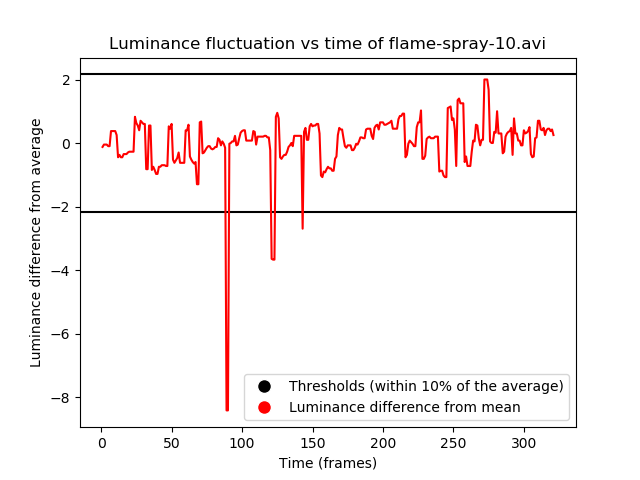 Luminance fluctuation vs time of flame-spray-10.avi
Luminance difference from average
2
0
−2
−4
−6
−8
Thresholds (within 10% of the average)
Luminance difference from mean
0
50
100
150
200
250
300
Time (frames)